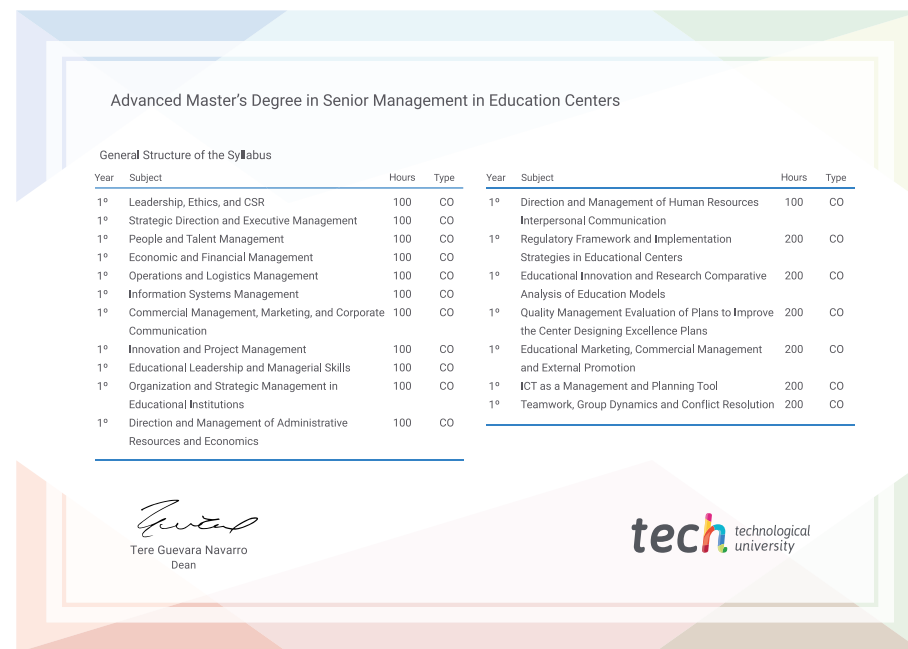 Advanced Master's Degree in Senior Management in Education Centers
General Structure of the Syllabus
Year Subject Hours Type
1º Leadership, Ethics, and CSR 100 CO
1º Strategic Direction and Executive Management 100 CO
1º People and Talent Management 100 CO
1º Economic and Financial Management 100 CO
1º Operations and Logistics Management 100 CO
1º Information Systems Management 100 CO
1º Commercial Management, Marketing, and Corporate 100 CO
Communication
1º Innovation and Project Management 100 CO
1º Educational Leadership and Managerial Skills 100 CO
1º Organization and Strategic Management in 100 CO
Educational Institutions
1º Direction and Management of Administrative 100 CO
Resources and Economics
Year Subject Hours Type
1º Direction and Management of Human Resources 100 CO
Interpersonal Communication
1º Regulatory Framework and Implementation 200 CO
Strategies in Educational Centers
1º Educational Innovation and Research Comparative 200 CO
Analysis of Education Models
1º Quality Management Evaluation of Plans to Improve 200 CO
the Center Designing Excellence Plans
1º Educational Marketing, Commercial Management 200 CO
and External Promotion
1º ICT as a Management and Planning Tool 200 CO
1º Teamwork, Group Dynamics and Conflict Resolution 200 CO
Tere Guevara Navarro
Dean
tech technological
university